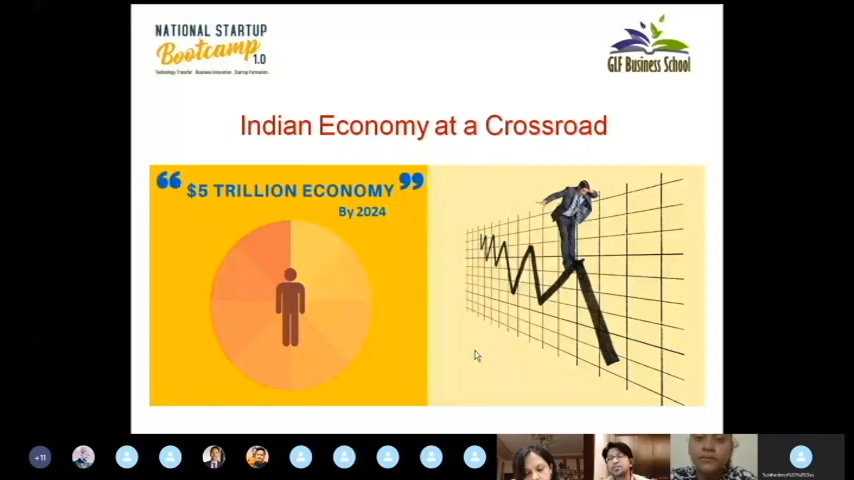 NATIONAL STARTUP
Bootcamp 1.0
Technology Transfer . Business Innovation . Startup Formation.
GLF Business School
Indian Economy at a Crossroad
“ $5 TRILLION ECONOMY ”
By 2024
+11